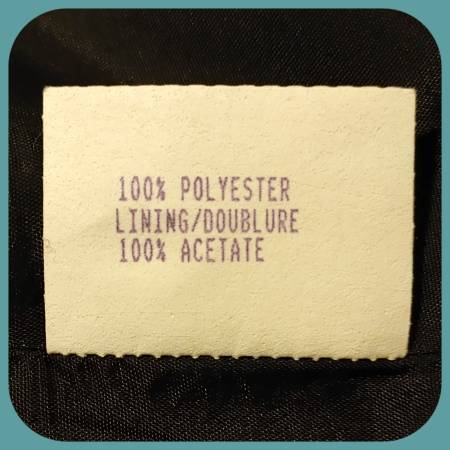 100% POLYESTER
LINING/DOUBLURE
100% ACETATE